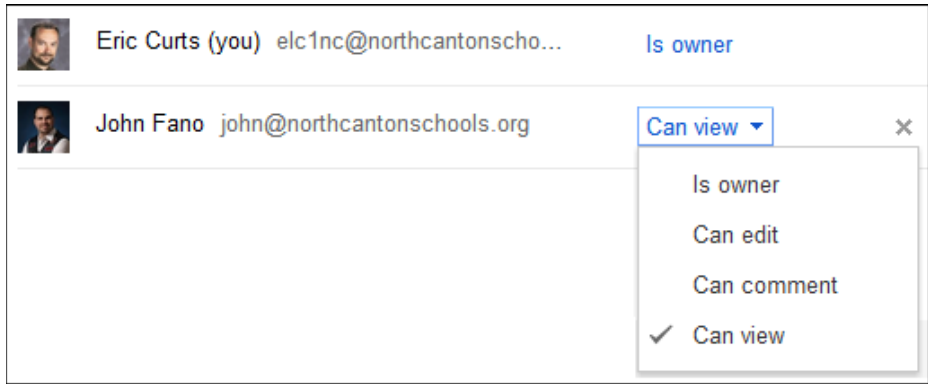 Eric Curts (you) elc1nc@northcantonscho... Is owner
John Fano john@northcantonschools.org Can view
Is owner
Can edit
Can comment
Can view